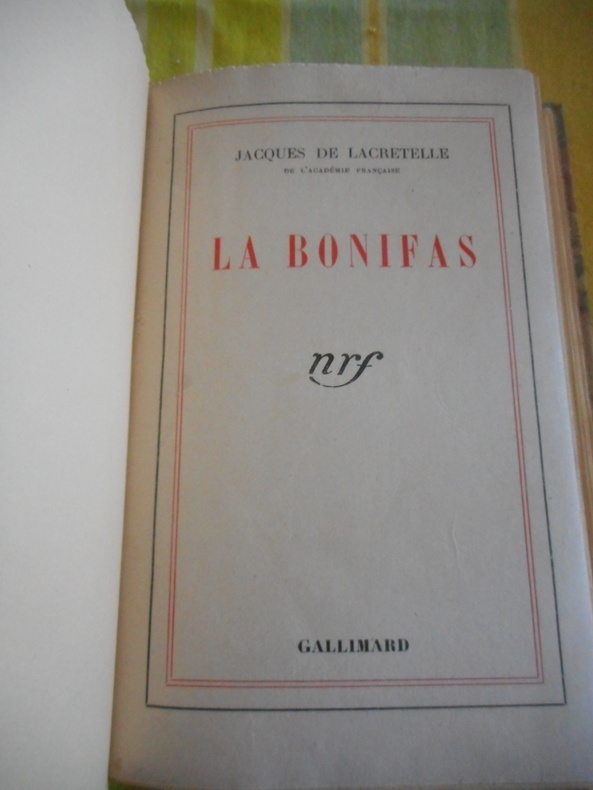 JACQUES DE LACRETELLE
DE L'ACADÉMIE FRANÇAISE
LA BONIFAS
nrf
GALLIMARD